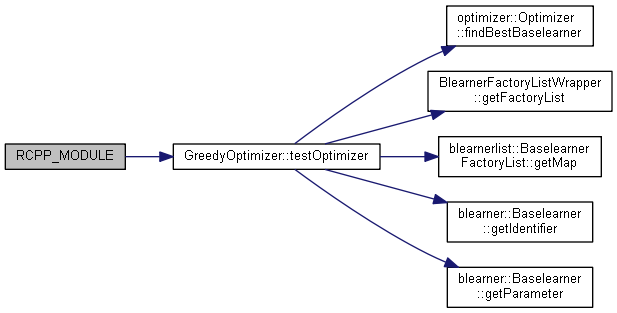 RCPP_MODULE
GreedyOptimizer::testOptimizer
optimizer::Optimizer
::findBestBaselearner
BlearnerFactoryListWrapper
::getFactoryList
blearnerlist::Baselearner
FactoryList::getMap
blearner::Baselearner
::getIdentifier
blearner::Baselearner
::getParameter